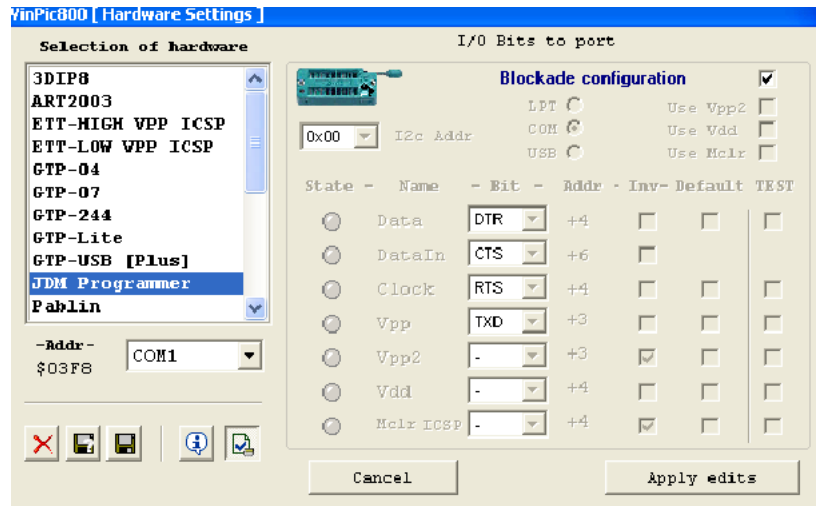 WinPic800 [ Hardware Settings ]
Selection of hardware
I/O Bits to port
3DIP8
ART2003
ETT-HIGH VPP ICSP
ETT-LOW VPP ICSP
GTP-04
GTP-07
GTP-244
GTP-Lite
GTP-USB [Plus]
JDM Programmer
Pablin
-Addr-
$03F8
COM1
Blockade configuration
LPT
Use Vpp2
0x00
I2c Addr
COM
Use Vdd
USB
Use Mclr
State - Name - Bit - Addr - Inv- Default TEST
Data DTR +4
DataIn CTS +6
Clock RTS +4
Vpp TXD +3
Vpp2 - +3
Vdd - +4
Mclr ICSP - +4
Cancel
Apply edits